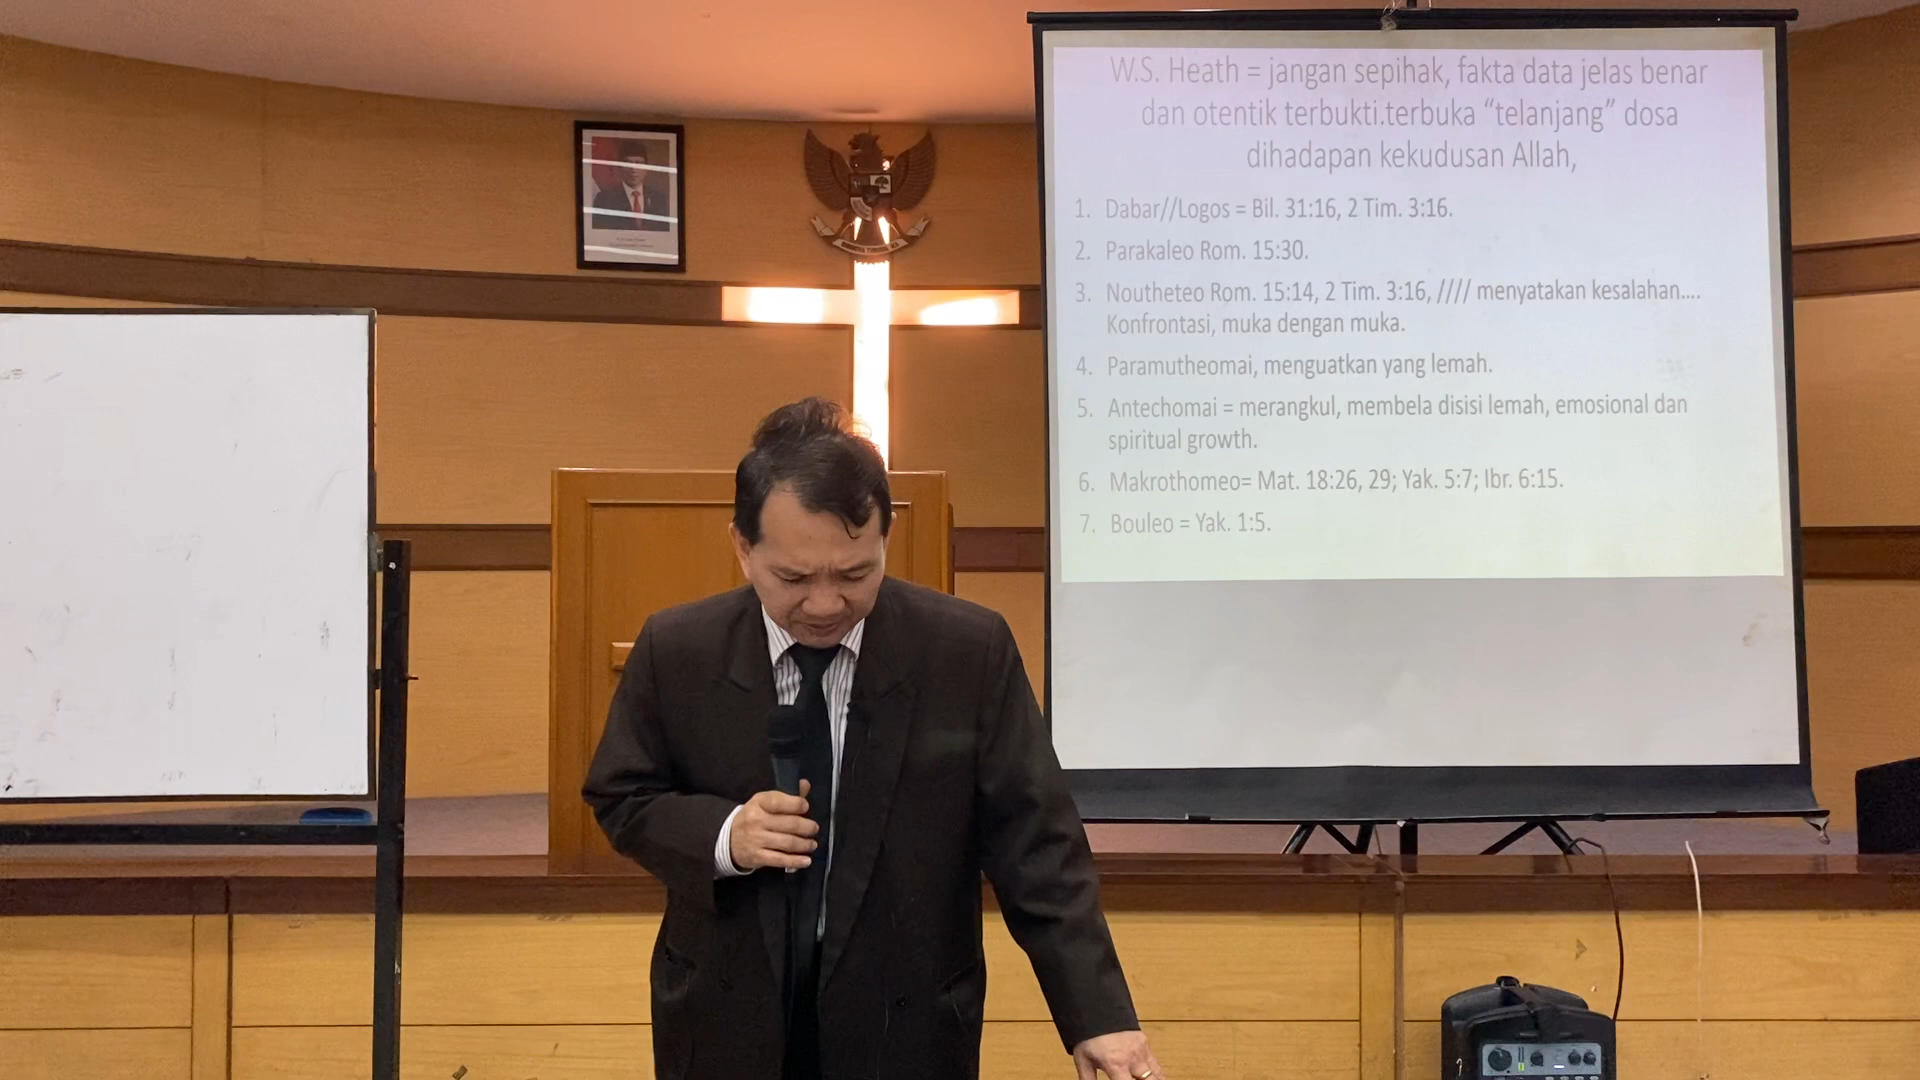 W.S. Heath = jangan sepihak, fakta data jelas benar
dan otentik terbukti.terbuka “telanjang” dosa
dihadapan kekudusan Allah,
1. Dabar//Logos = Bil. 31:16, 2 Tim. 3:16.
2. Parakaleo Rom. 15:30.
3. Noutheteo Rom. 15:14, 2 Tim. 3:16, //// menyatakan kesalahan....
Konfrontasi, muka dengan muka.
4. Paramutheomai, menguatkan yang lemah.
5. Antechomai = merangkul, membela disisi lemah, emosional dan
spiritual growth.
6. Makrothomeo= Mat. 18:26, 29; Yak. 5:7; Ibr. 6:15.
7. Bouleo = Yak. 1:5.